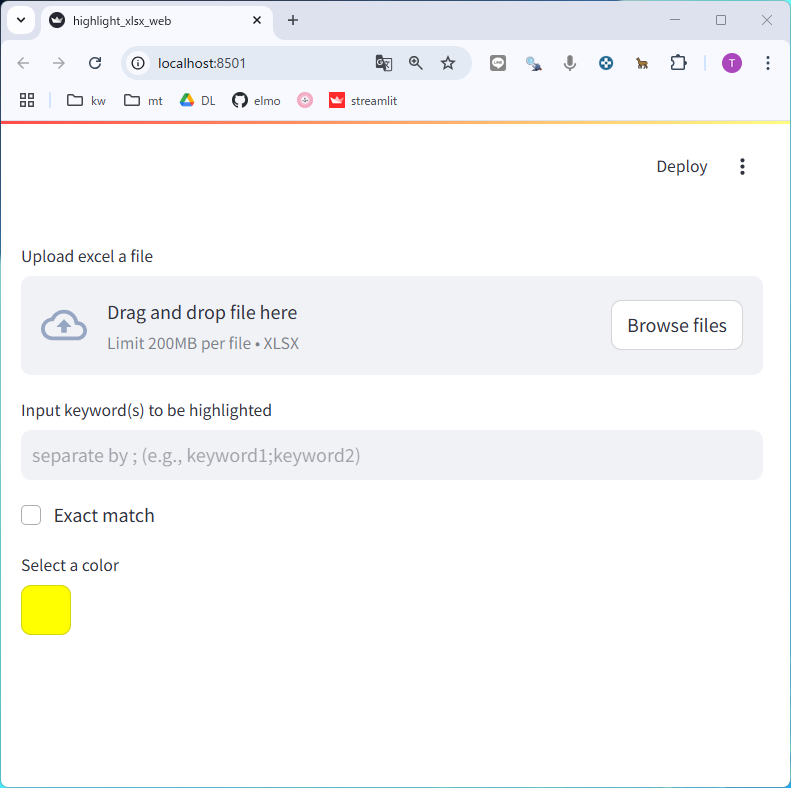 highlight_xlsx_web
localhost:8501
LINE
T
kw
mt
DL
elmo
streamlit
Deploy
Upload excel a file
Drag and drop file here
Limit 200MB per file • XLSX
Browse files
Input keyword(s) to be highlighted
separate by ; (e.g., keyword1;keyword2)
Exact match
Select a color